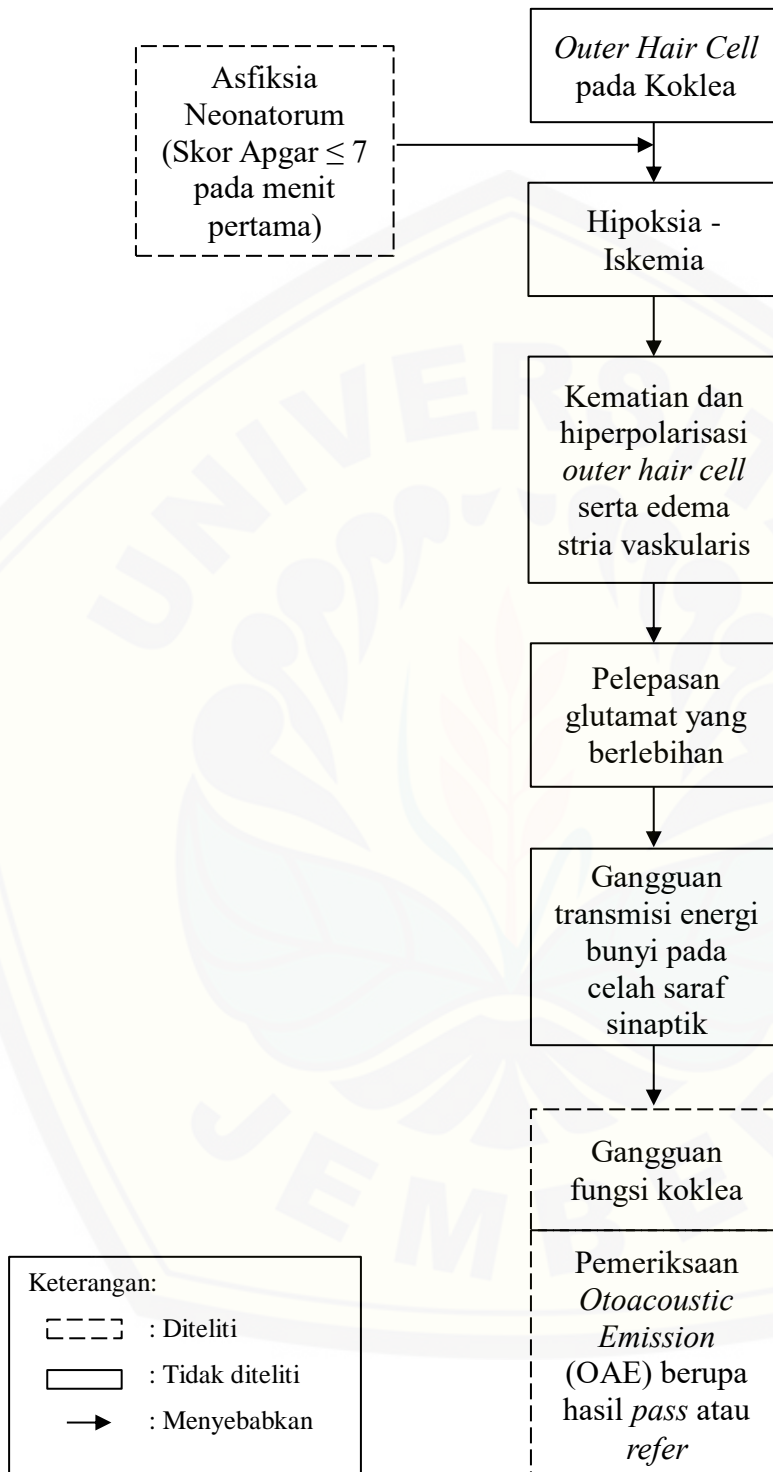 Outer Hair Cell
pada Koklea
Asfiksia
Neonatorum
(Skor Apgar ≤ 7
pada menit
pertama)
Hipoksia -
Iskemia
Kematian dan
hiperpolarisasi
outer hair cell
serta edema
stria vaskularis
Pelepasan
glutamat yang
berlebihan
Gangguan
transmisi energi
bunyi pada
celah saraf
sinaptik
Gangguan
fungsi koklea
Pemeriksaan
Otoacoustic
Emission
(OAE) berupa
hasil pass atau
refer
Keterangan:
: Diteliti
: Tidak diteliti
: Menyebabkan
UNIVERSI
JEMBE